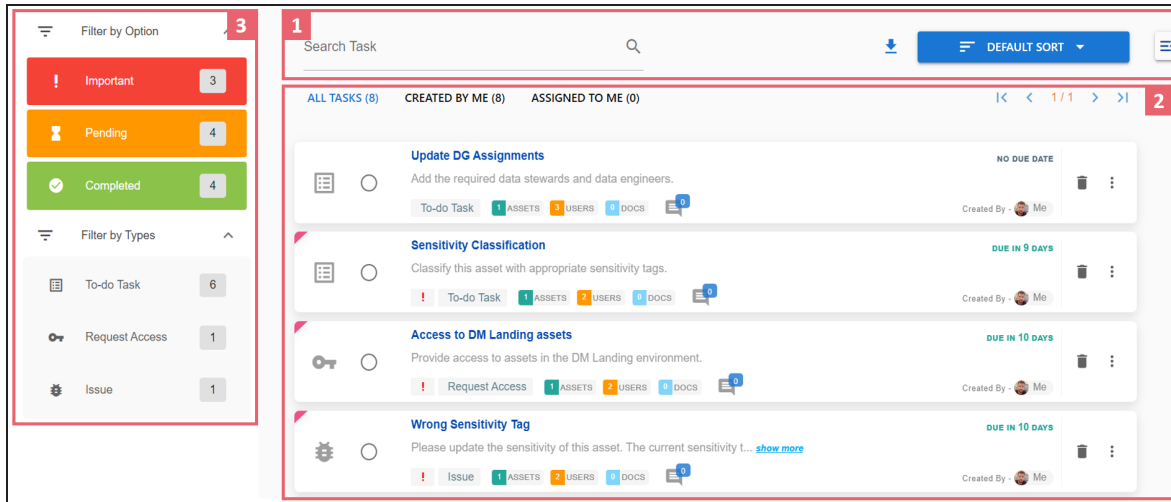 3
Filter by Option
Important 3
Pending 4
Completed 4
Filter by Types
To-do Task 6
Request Access 1
Issue 1
1
Search Task
DEFAULT SORT
2
ALL TASKS (8) CREATED BY ME (8) ASSIGNED TO ME (0) 1 / 1
Update DG Assignments NO DUE DATE
Add the required data stewards and data engineers.
To-do Task 1 ASSETS 3 USERS 0 DOCS 0 Created By - Me
Sensitivity Classification DUE IN 9 DAYS
Classify this asset with appropriate sensitivity tags.
! To-do Task 1 ASSETS 2 USERS 0 DOCS 0 Created By - Me
Access to DM Landing assets DUE IN 10 DAYS
Provide access to assets in the DM Landing environment.
! Request Access 1 ASSETS 2 USERS 0 DOCS 0 Created By - Me
Wrong Sensitivity Tag DUE IN 10 DAYS
Please update the sensitivity of this asset. The current sensitivity t... show more
! Issue 1 ASSETS 2 USERS 0 DOCS 0 Created By - Me